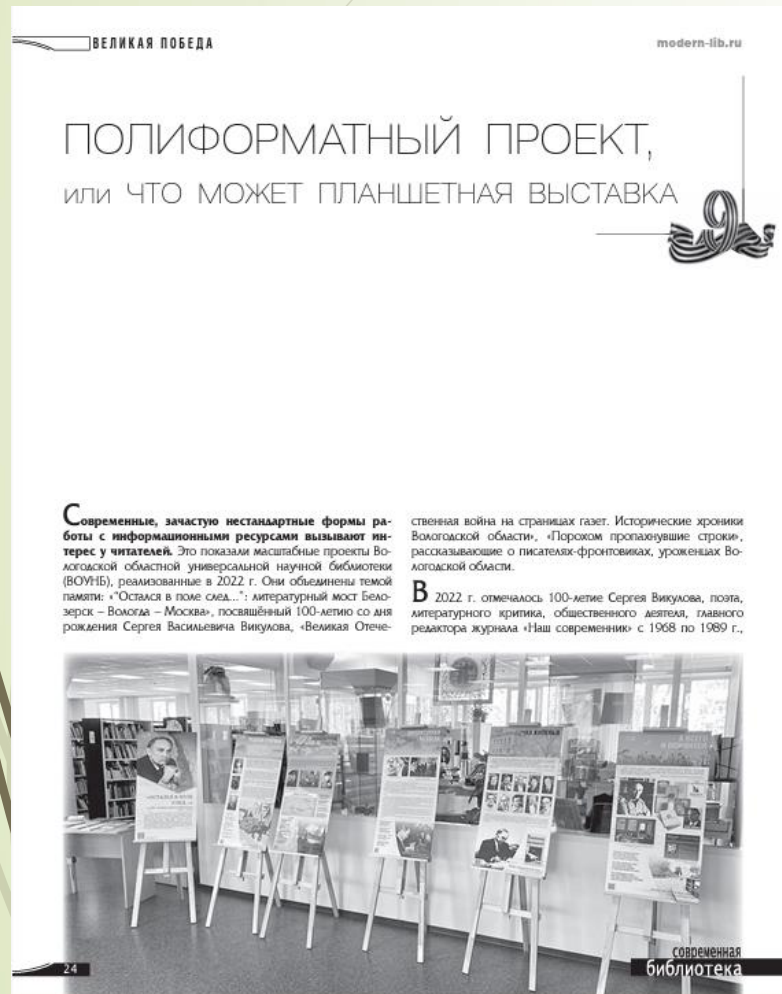 ВЕЛИКАЯ ПОБЕДА
modern-lib.ru
ПОЛИФОРМАТНЫЙ ПРОЕКТ,
или ЧТО МОЖЕТ ПЛАНШЕТНАЯ ВЫСТАВКА
9
Современные, зачастую нестандартные формы ра-
боты с информационными ресурсами вызывают ин-
терес у читателей. Это показали масштабные проекты Во-
логодской областной универсальной научной библиотеки
(ВОУНБ), реализованные в 2022 г. Они объединены темой
памяти: «"Остался в поле след...": литературный мост Бело-
зерск – Вологда – Москва», посвящённый 100-летию со дня
рождения Сергея Васильевича Викулова, «Великая Отече-
ственная война на страницах газет. Исторические хроники
Вологодской области», «Порохом пропахнувшие строки»,
рассказывающие о писателях-фронтовиках, уроженцах Во-
логодской области.
В 2022 г. отмечалось 100-летие Сергея Викулова, поэта,
литературного критика, общественного деятеля, главного
редактора журнала «Наш современник» с 1968 по 1989 г.,
«ОСТАЛСЯ В ПОЛЕ
СЛЕД...»
24
современная
библиотека